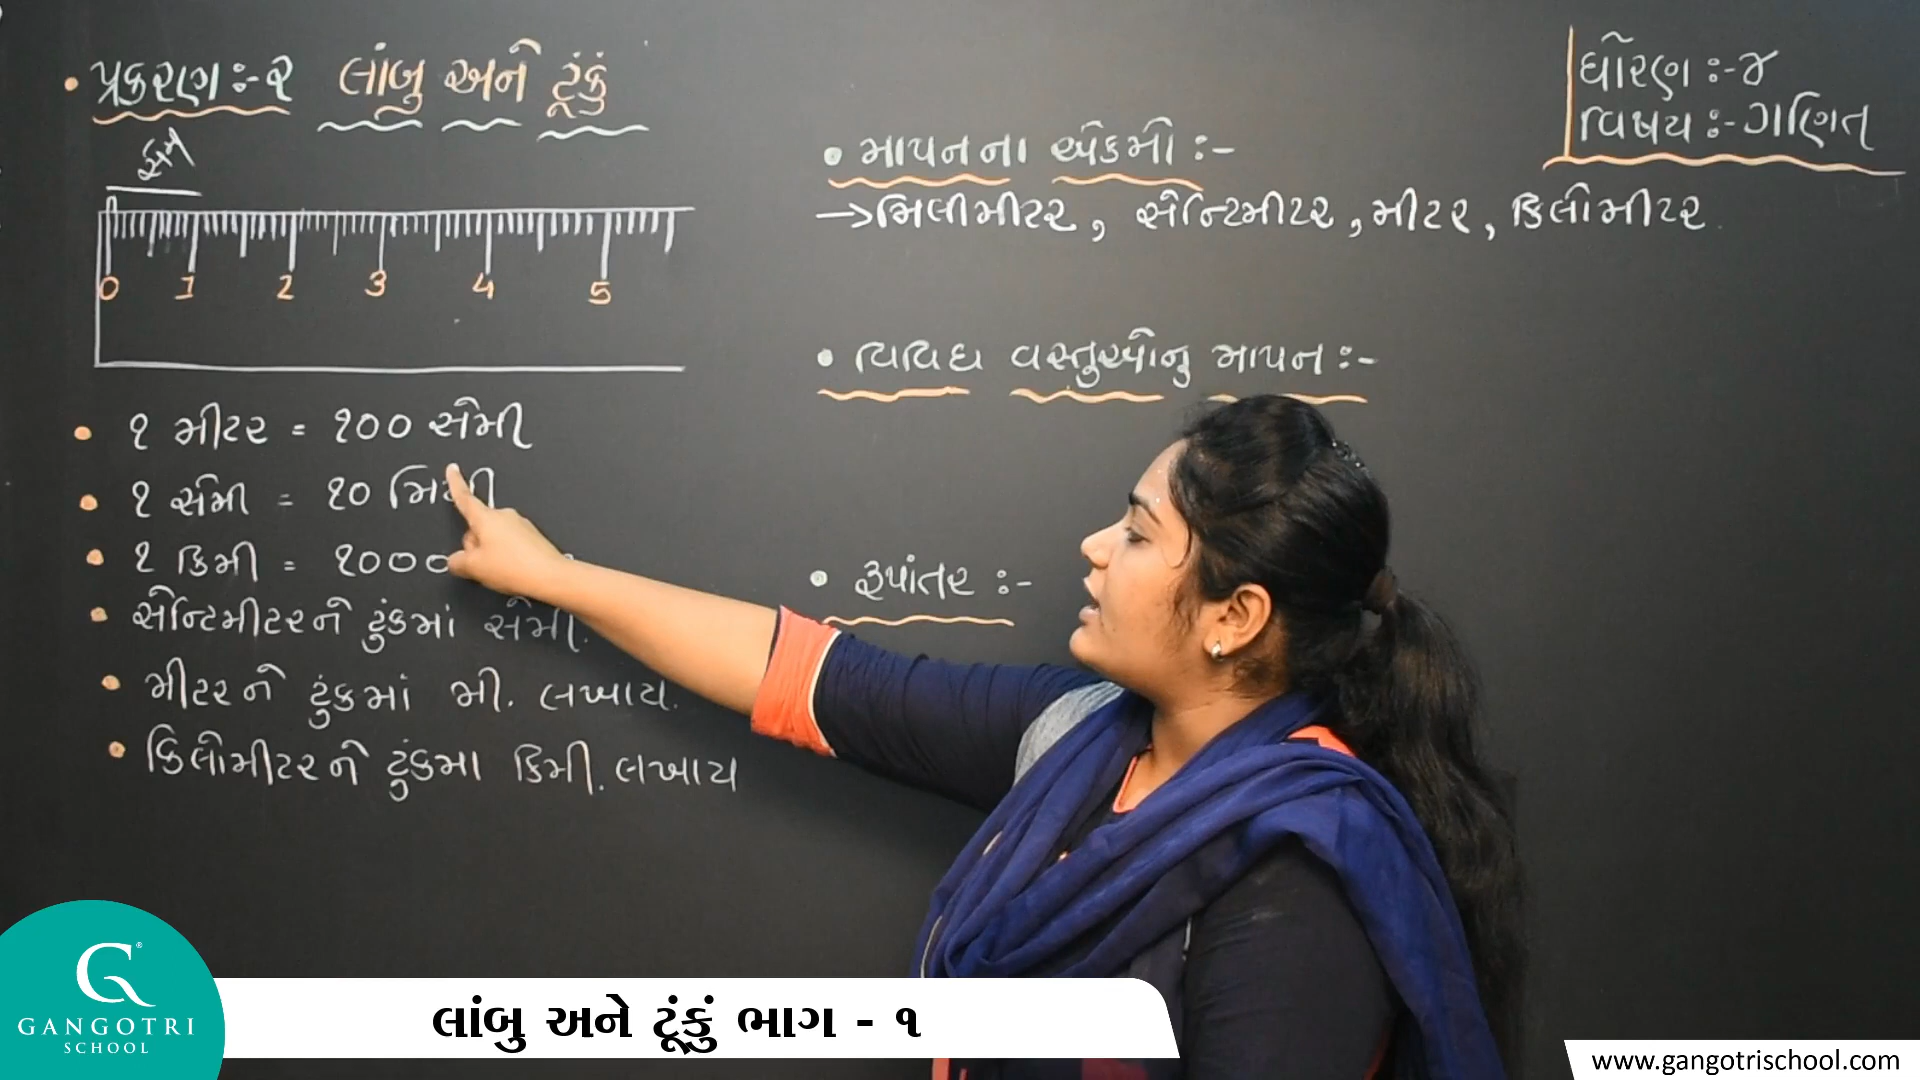 • પ્રકરણ:-૨ લાંબુ અને ટૂંકું
0 1 2 3 4 5
• ૧ મીટર = ૧૦૦ સેમી
• ૧ સેમી = ૧૦
• ૧ કિમી = ૧૦૦૦
• સેન્ટિમીટરને ટુંકમાં સેમી.
• મીટરને ટુંકમાં મી. લખાય.
• કિલોમીટરને ટુંકમા કિમી. લખાય
• માપનના એકમો :-
→ મિલીમીટર, સેન્ટિમીટર, મીટર, કિલોમીટર
• વિવિધ વસ્તુઓનુ માપન :-
• રૂપાંતર :-
ધોરણ :- ૪
વિષય :- ગણિત
GANGOTRI
SCHOOL
લાંબુ અને ટૂંકું ભાગ - ૧
www.gangotrischool.com